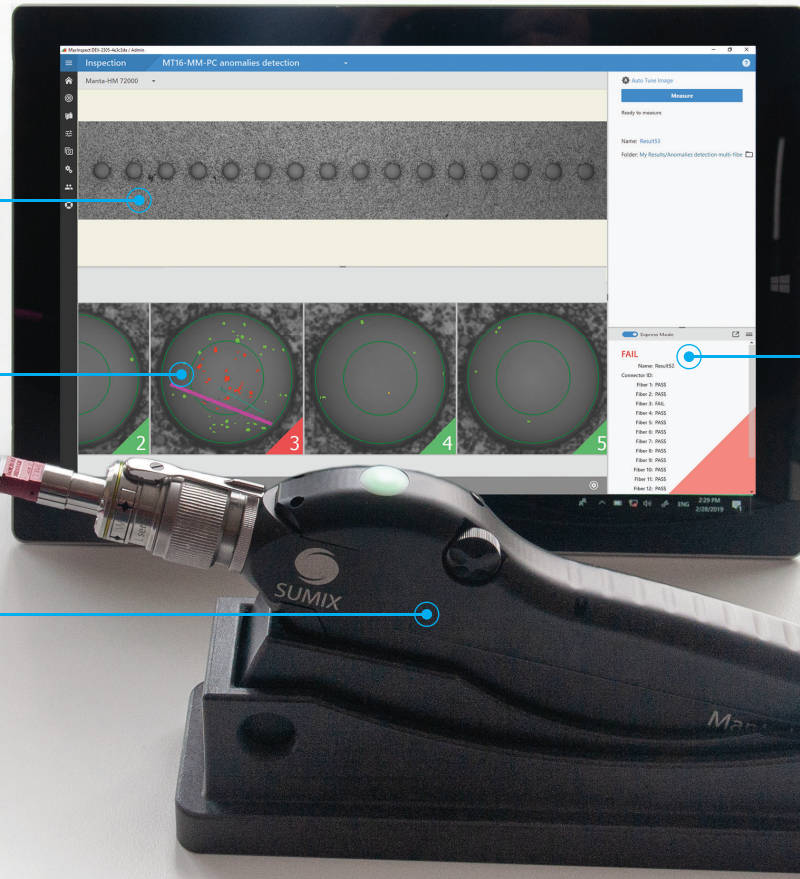 MaxInspect DEV-2305-4e3c3da / Admin
Inspection
MT16-MM-PC anomalies detection
Manta-HM 72000
Auto Tune Image
Measure
Ready to measure
Name: Result53
Folder: My Results/Anomalies detection multi-fibe
2
3
4
5
Express Mode
FAIL
Name: Result52
Connector ID:
Fiber 1: PASS
Fiber 2: PASS
Fiber 3: FAIL
Fiber 4: PASS
Fiber 5: PASS
Fiber 6: PASS
Fiber 7: PASS
Fiber 8: PASS
Fiber 9: PASS
Fiber 10: PASS
Fiber 11: PASS
Fiber 12: PASS
ENG
2:29 PM
2/28/2019
SUMIX